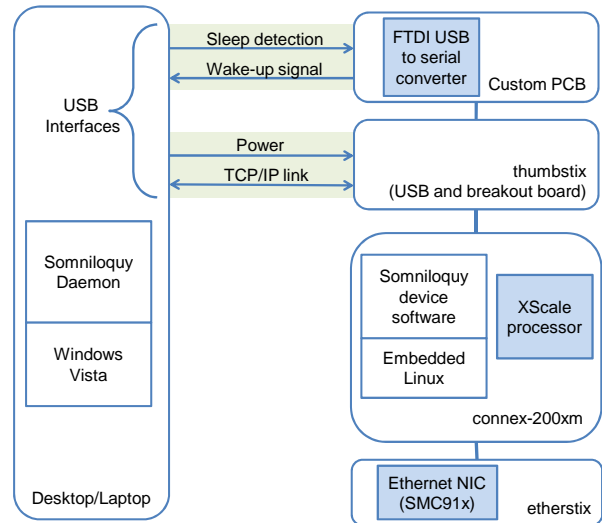 Sleep detection
Wake-up signal
USB
Interfaces
Power
TCP/IP link
FTDI USB
to serial
converter
Custom PCB
thumbstix
(USB and breakout board)
Somniloquy
Daemon
Windows
Vista
Desktop/Laptop
Somniloquy
device
software
Embedded
Linux
XScale
processor
connex-200xm
Ethernet NIC
(SMC91x)
etherstix